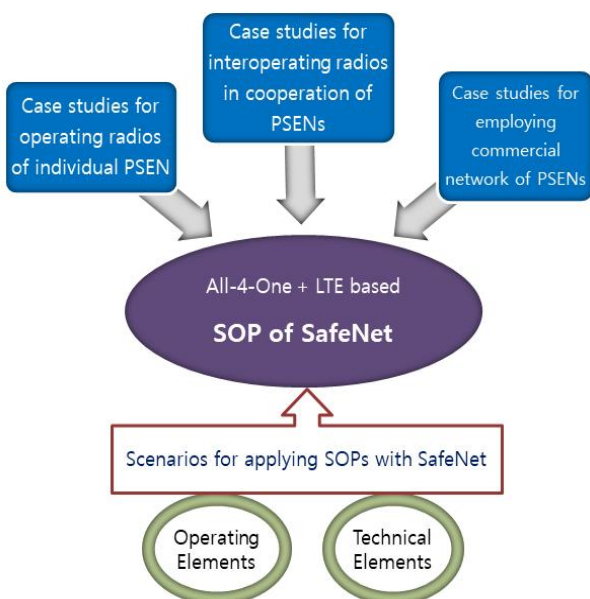 Case studies for
operating radios
of individual PSEN
Case studies for
interoperating radios
in cooperation of
PSENs
Case studies for
employing
commercial
network of PSENs
All-4-One + LTE based
SOP of SafeNet
Scenarios for applying SOPs with SafeNet
Operating
Elements
Technical
Elements